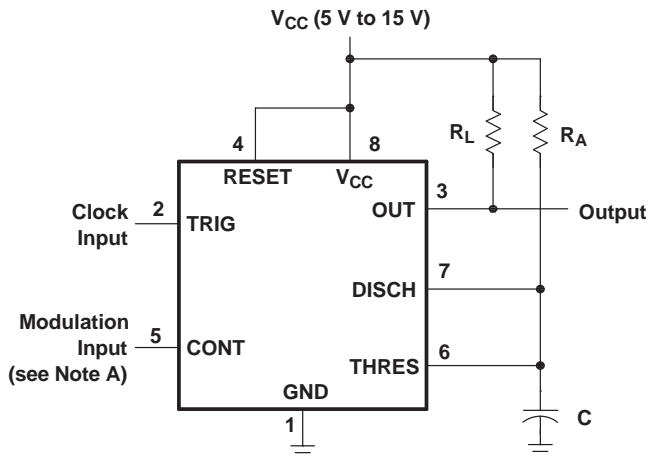 VCC (5 V to 15 V)
RL
RA
4
8
RESET
VCC
3
Clock
Input
2
TRIG
OUT
Output
7
DISCH
Modulation
Input
(see Note A)
5
CONT
6
THRES
GND
1
C